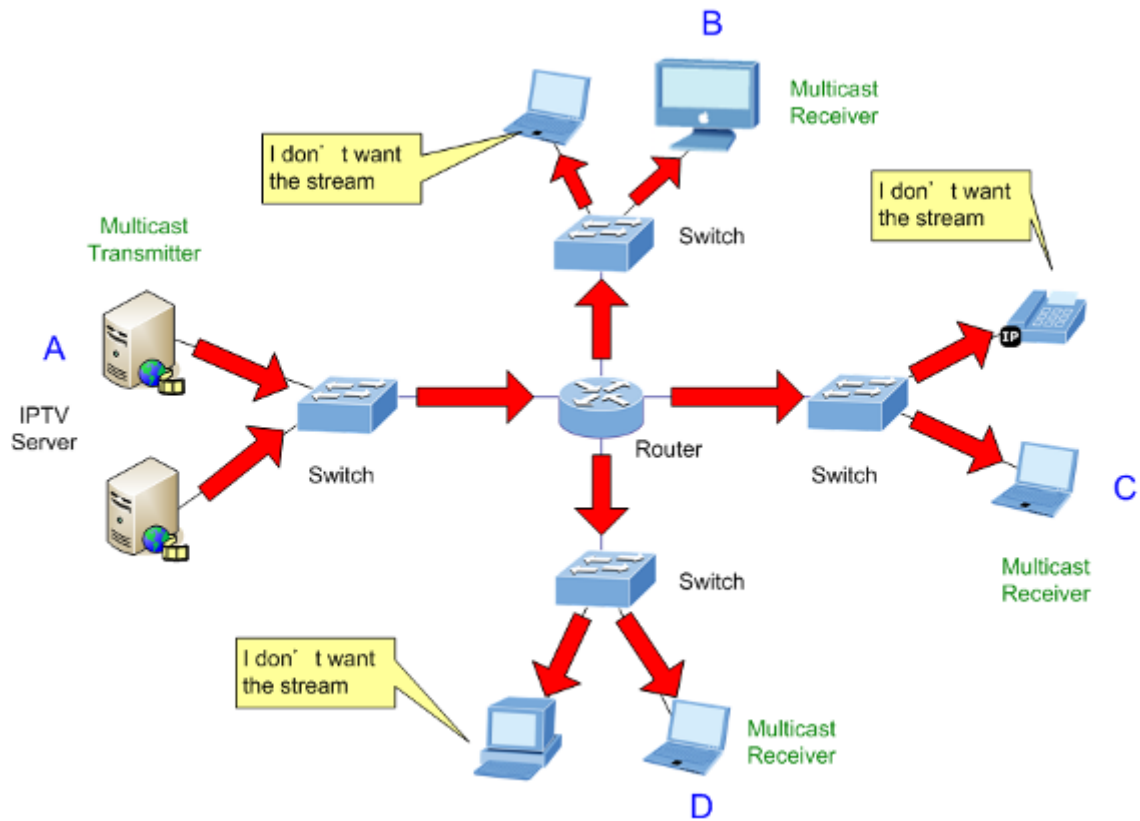 B
Multicast
Receiver
I don’t want
the stream
I don’t want
the stream
Multicast
Transmitter
Switch
A
IP
IPTV
Server
Switch
Router
Switch
C
Switch
Multicast
Receiver
I don’t want
the stream
Multicast
Receiver
D